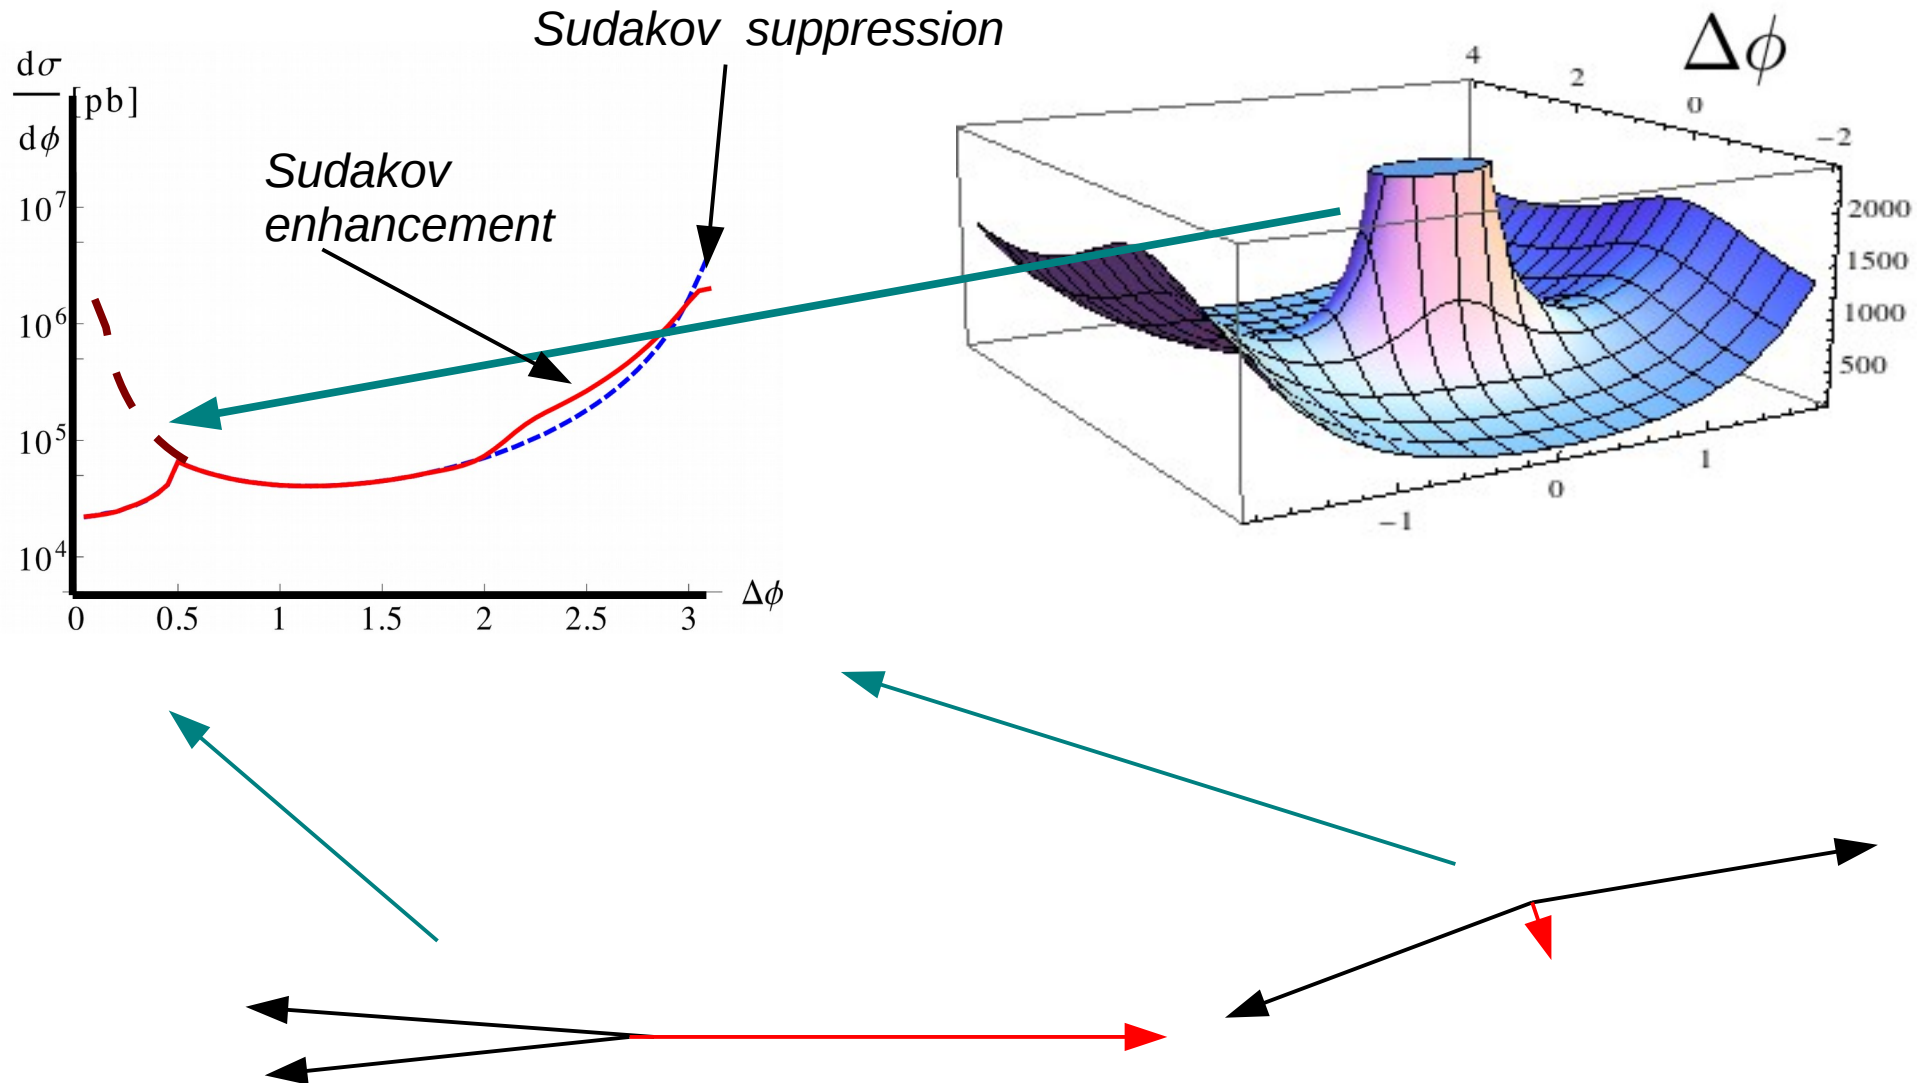 Sudakov suppression
dσ
[pb]
dϕ
Sudakov
enhancement
10^7
10^6
10^5
10^4
0 0.5 1 1.5 2 2.5 3
Δϕ
Δϕ
4 2 0 −2
2000
1500
1000
500
−1 0 1